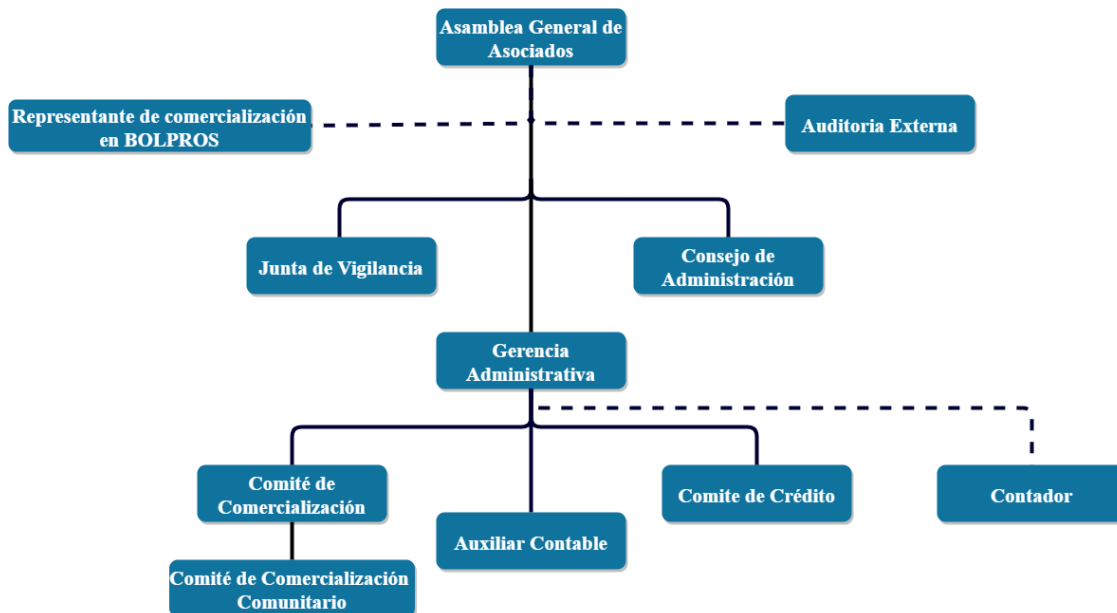 Asamblea General de
Asociados
Representante de comercialización
en BOLPROS
Auditoria Externa
Junta de Vigilancia
Consejo de
Administración
Gerencia
Administrativa
Comité de
Comercialización
Comite de Crédito
Contador
Auxiliar Contable
Comité de Comercialización
Comunitario